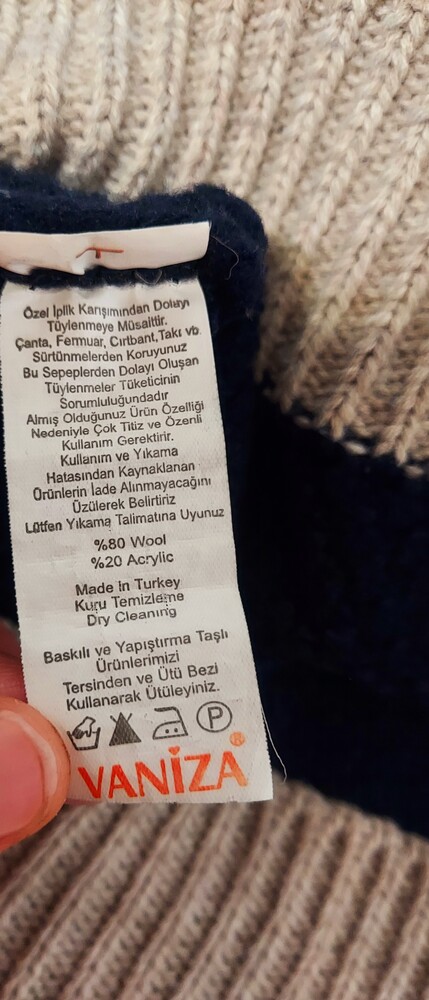 Özel İplik Karışımından Dolayı
Tüylenmeye Müsaittir.
Çanta, Fermuar, Cırtbant,Takı vb.
Sürtünmelerden Koruyunuz
Bu Sepeplerden Dolayı Oluşan
Tüylenmeler Tüketicinin
Sorumluluğundadır
Almış Olduğunuz Ürün Özelliği
Nedeniyle Çok Titiz ve Özenli
Kullanım Gerektirir.
Kullanım ve Yıkama
Hatasından Kaynaklanan
Ürünlerin İade Alınmayacağını
Üzülerek Belirtiriz
Lütfen Yıkama Talimatına Uyunuz
%80 Wool
%20 Acrylic
Made in Turkey
Kuru Temizleme
Dry Cleaning
Baskılı ve Yapıştırma Taşlı
Ürünlerimizi
Tersinden ve Ütü Bezi
Kullanarak Ütüleyiniz.
P
VANİZA®